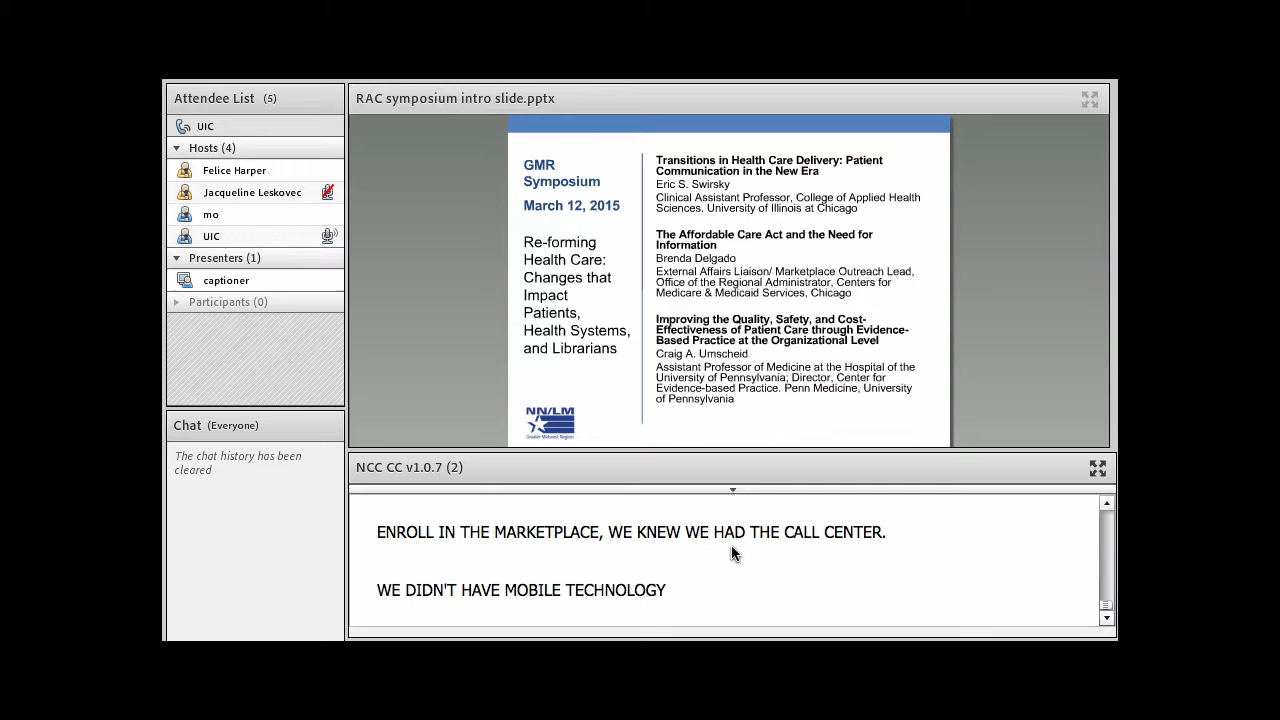 Attendee List (5)
UIC
Hosts (4)
Felice Harper
Jacqueline Leskovec
mo
UIC
Presenters (1)
captioner
Participants (0)
Chat (Everyone)
The chat history has been
cleared
RAC symposium intro slide.pptx
GMR
Symposium
March 12, 2015
Re-forming
Health Care:
Changes that
Impact
Patients,
Health Systems,
and Librarians
NN/LM
Greater Midwest Region
Transitions in Health Care Delivery: Patient
Communication in the New Era
Eric S. Swirsky
Clinical Assistant Professor, College of Applied Health
Sciences. University of Illinois at Chicago
The Affordable Care Act and the Need for
Information
Brenda Delgado
External Affairs Liaison/ Marketplace Outreach Lead,
Office of the Regional Administrator, Centers for
Medicare & Medicaid Services, Chicago
Improving the Quality, Safety, and Cost-
Effectiveness of Patient Care through Evidence-
Based Practice at the Organizational Level
Craig A. Umscheid
Assistant Professor of Medicine at the Hospital of the
University of Pennsylvania; Director, Center for
Evidence-based Practice. Penn Medicine, University
of Pennsylvania
NCC CC v1.0.7 (2)
ENROLL IN THE MARKETPLACE, WE KNEW WE HAD THE CALL CENTER.
WE DIDN'T HAVE MOBILE TECHNOLOGY